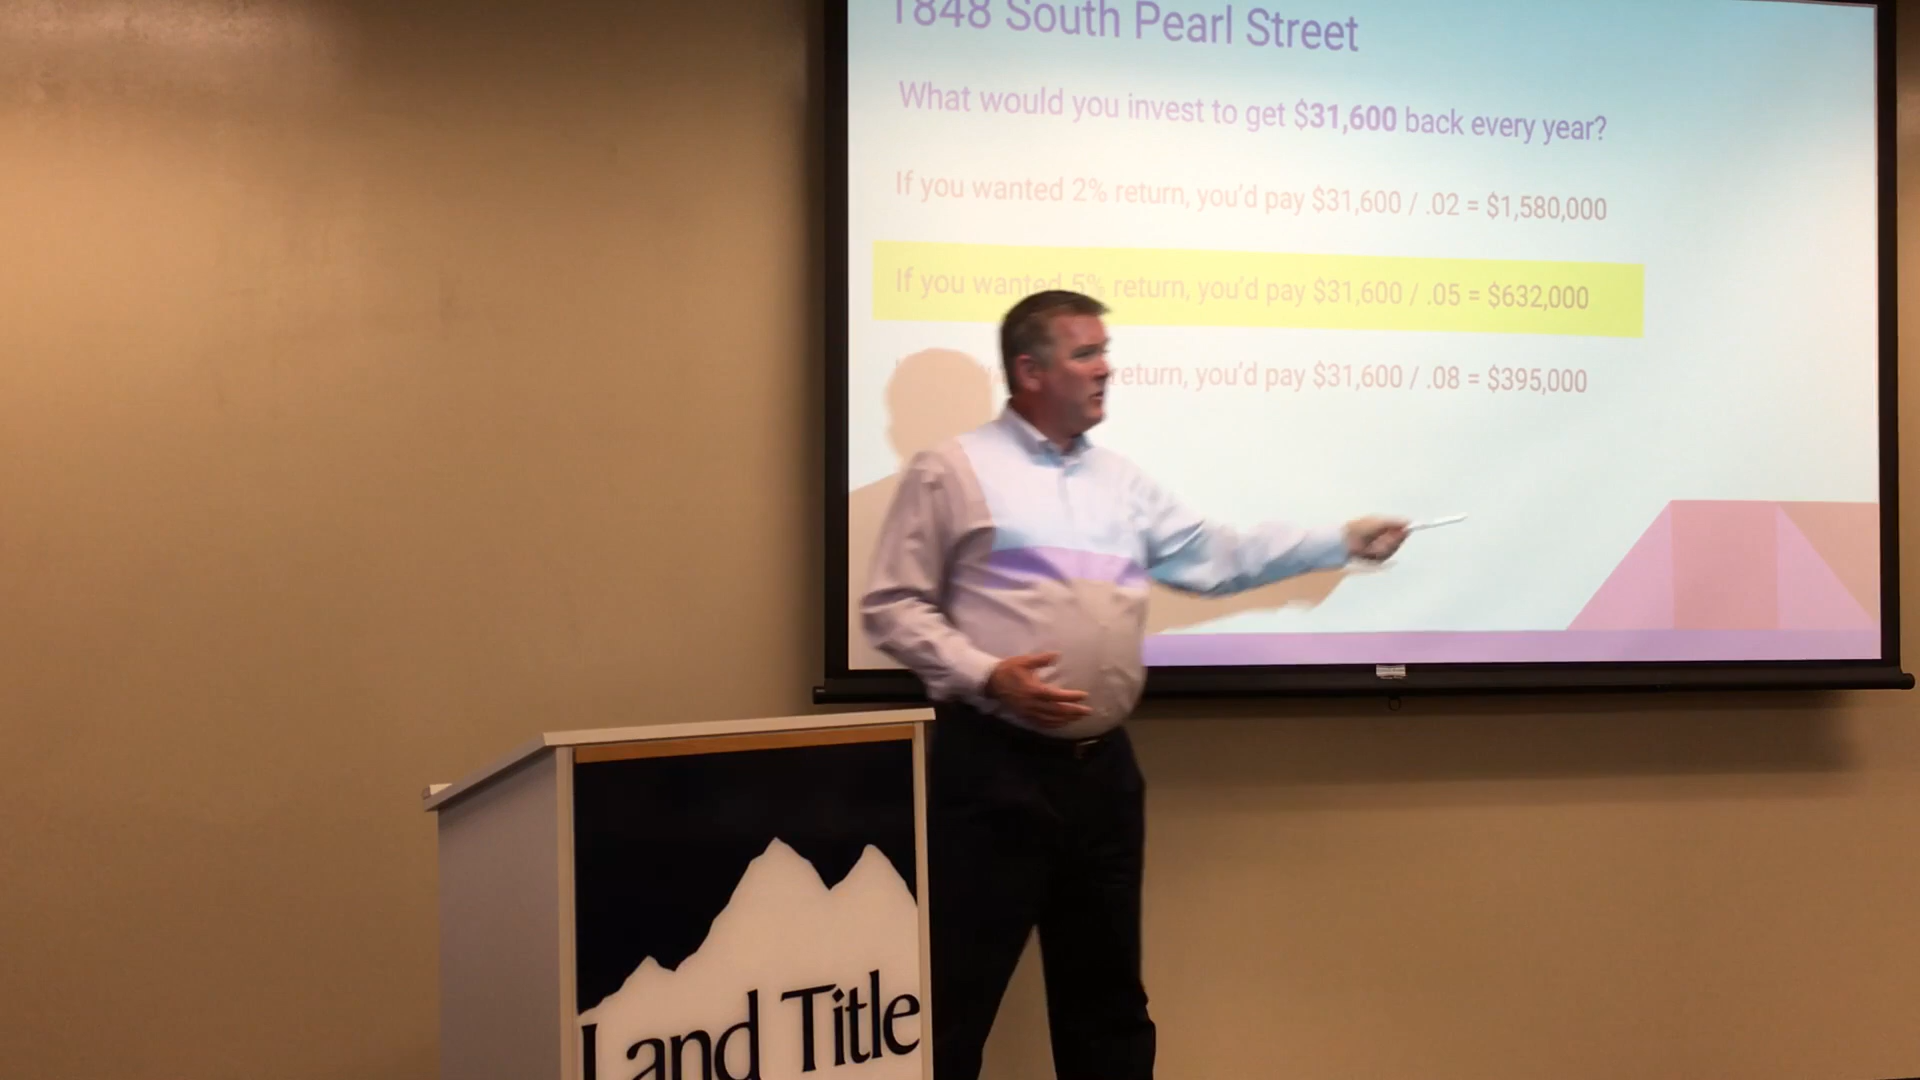 1848 South Pearl Street
What would you invest to get $31,600 back every year?
If you wanted 2% return, you'd pay $31,600 / .02 = $1,580,000
If you wanted 5% return, you'd pay $31,600 / .05 = $632,000
return, you'd pay $31,600 / .08 = $395,000
Land Title